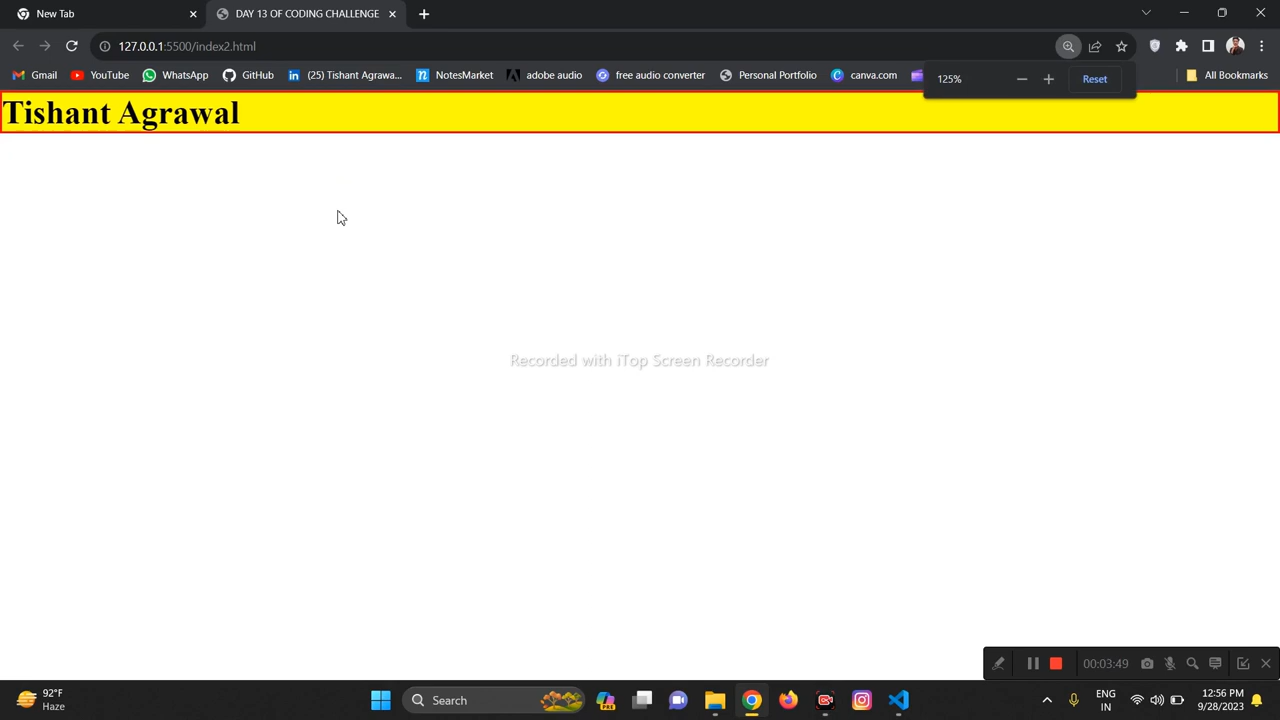 New Tab
DAY 13 OF CODING CHALLENGE
127.0.0.1:5500/index2.html
Gmail
YouTube
WhatsApp
GitHub
(25) Tishant Agrawa...
NotesMarket
adobe audio
free audio converter
Personal Portfolio
canva.com
All Bookmarks
125%
Reset
Tishant Agrawal
Recorded with iTop Screen Recorder
00:03:49
92°F
Haze
Search
PRE
ENG
IN
12:56 PM
9/28/2023